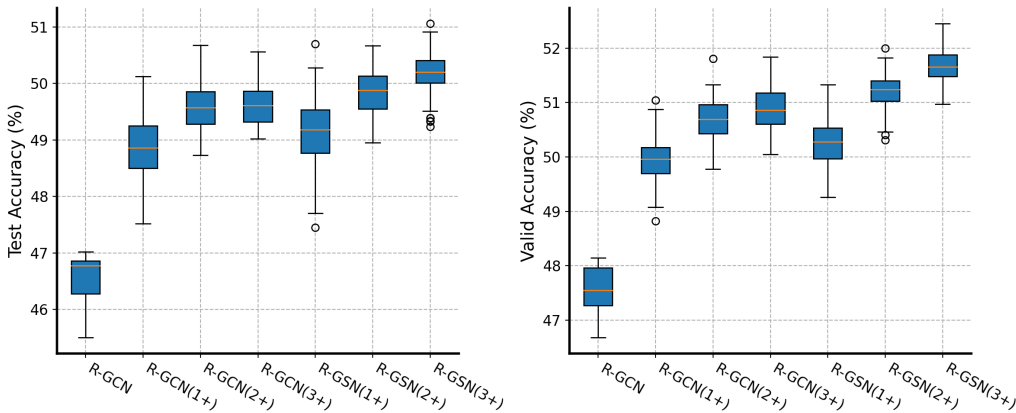 Test Accuracy (%)
51
50
49
48
47
46
R-GCN
R-GCN(1+)
R-GCN(2+)
R-GCN(3+)
R-GSN(1+)
R-GSN(2+)
R-GSN(3+)
Valid Accuracy (%)
52
51
50
49
48
47
R-GCN
R-GCN(1+)
R-GCN(2+)
R-GCN(3+)
R-GSN(1+)
R-GSN(2+)
R-GSN(3+)